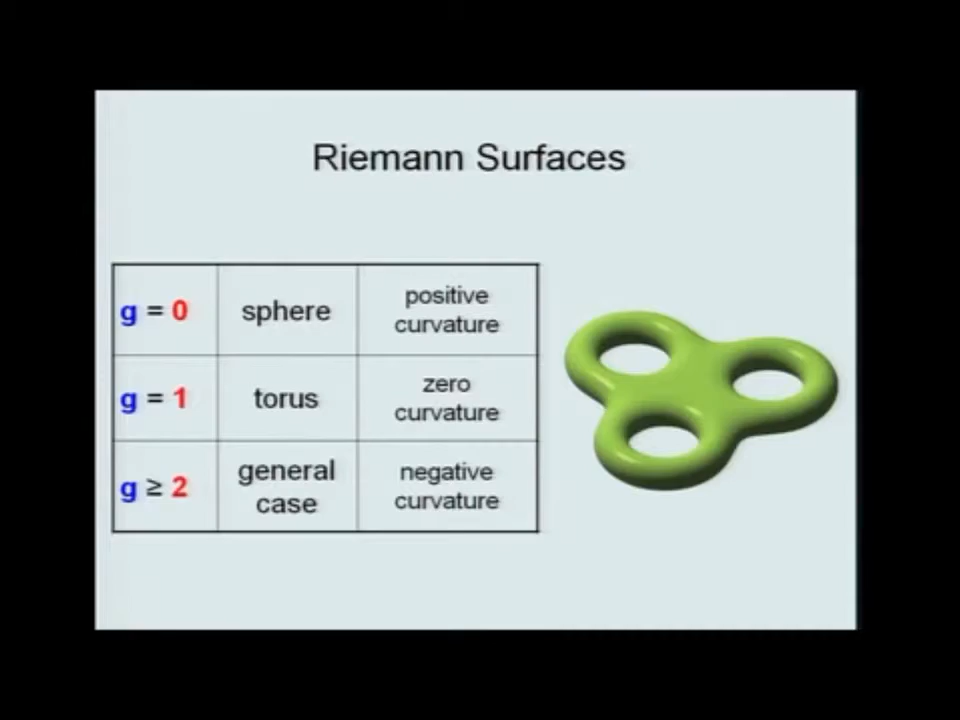 Riemann Surfaces
g = 0
sphere
positive
curvature
g = 1
torus
zero
curvature
g ≥ 2
general
case
negative
curvature